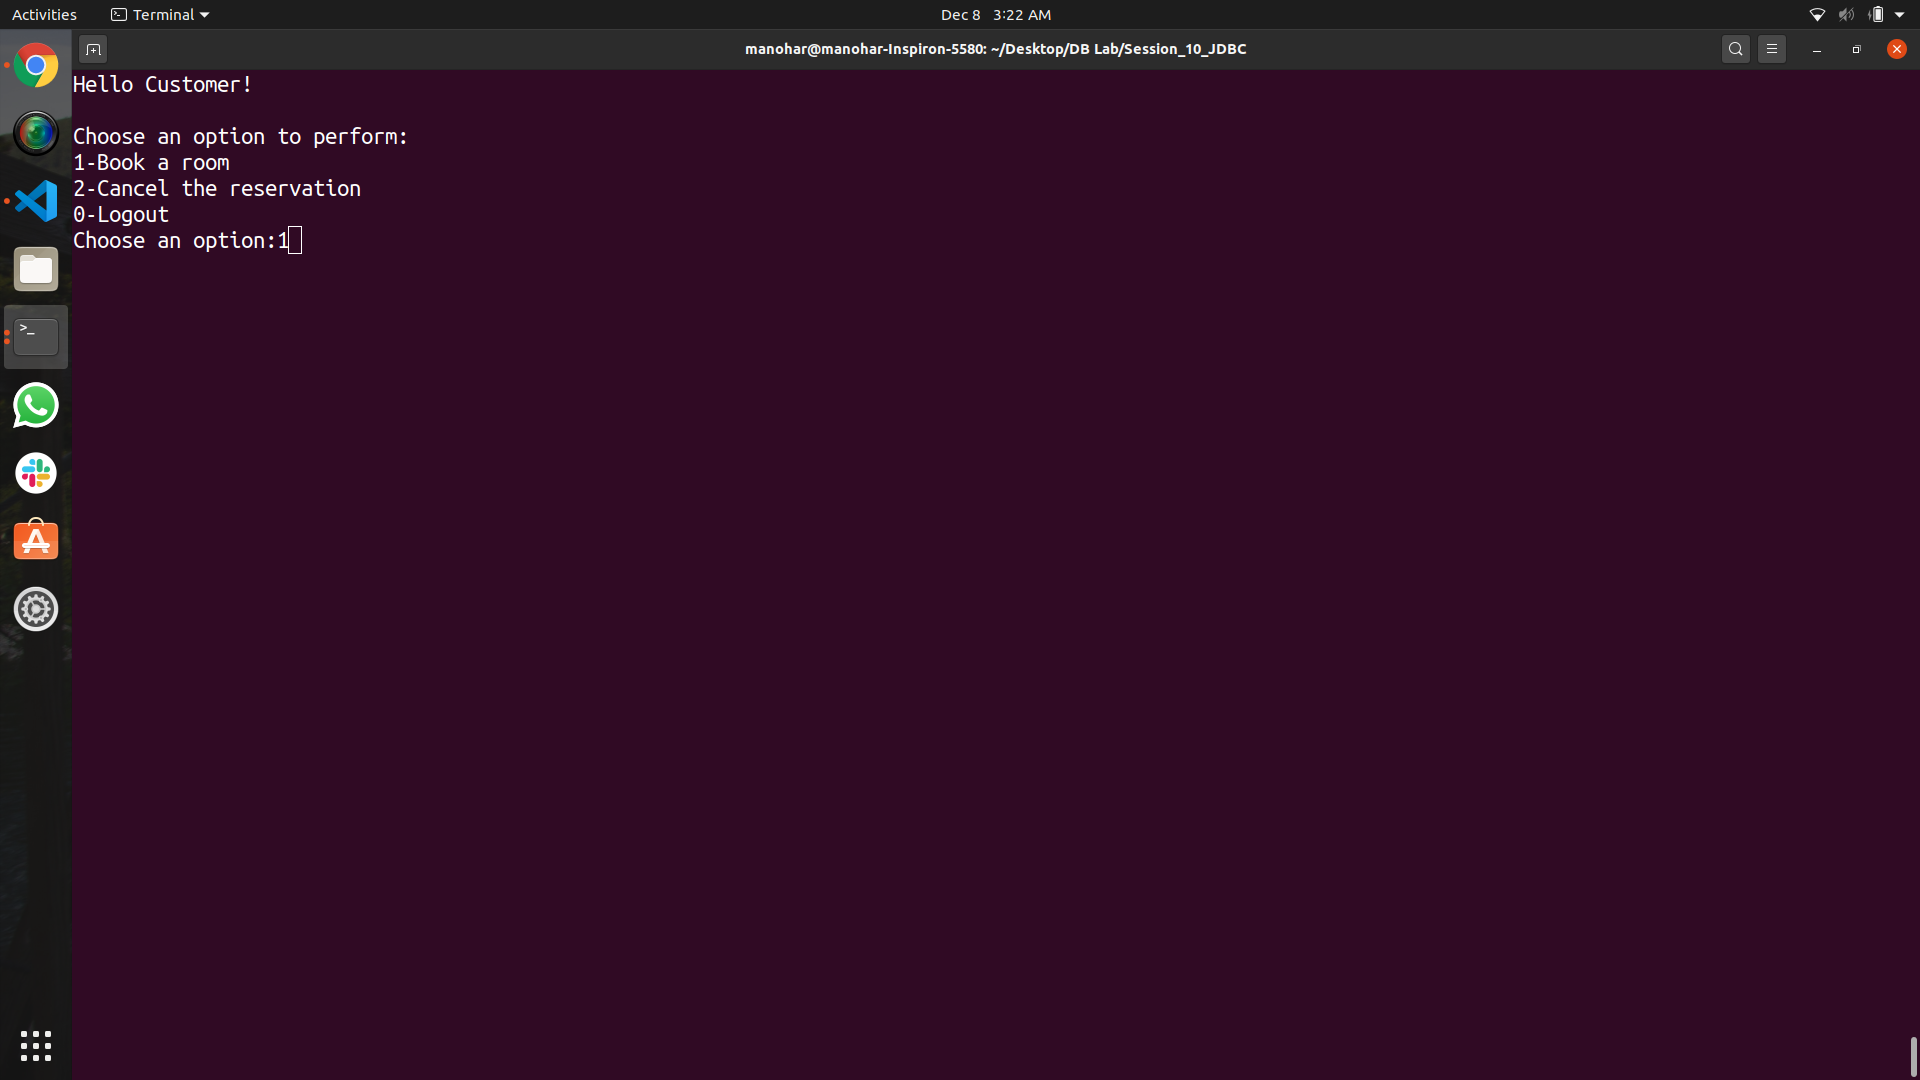 Activities
Terminal
Dec 8 3:22 AM
manohar@manohar-Inspiron-5580: ~/Desktop/DB Lab/Session_10_JDBC
Hello Customer!
Choose an option to perform:
1-Book a room
2-Cancel the reservation
0-Logout
Choose an option:1